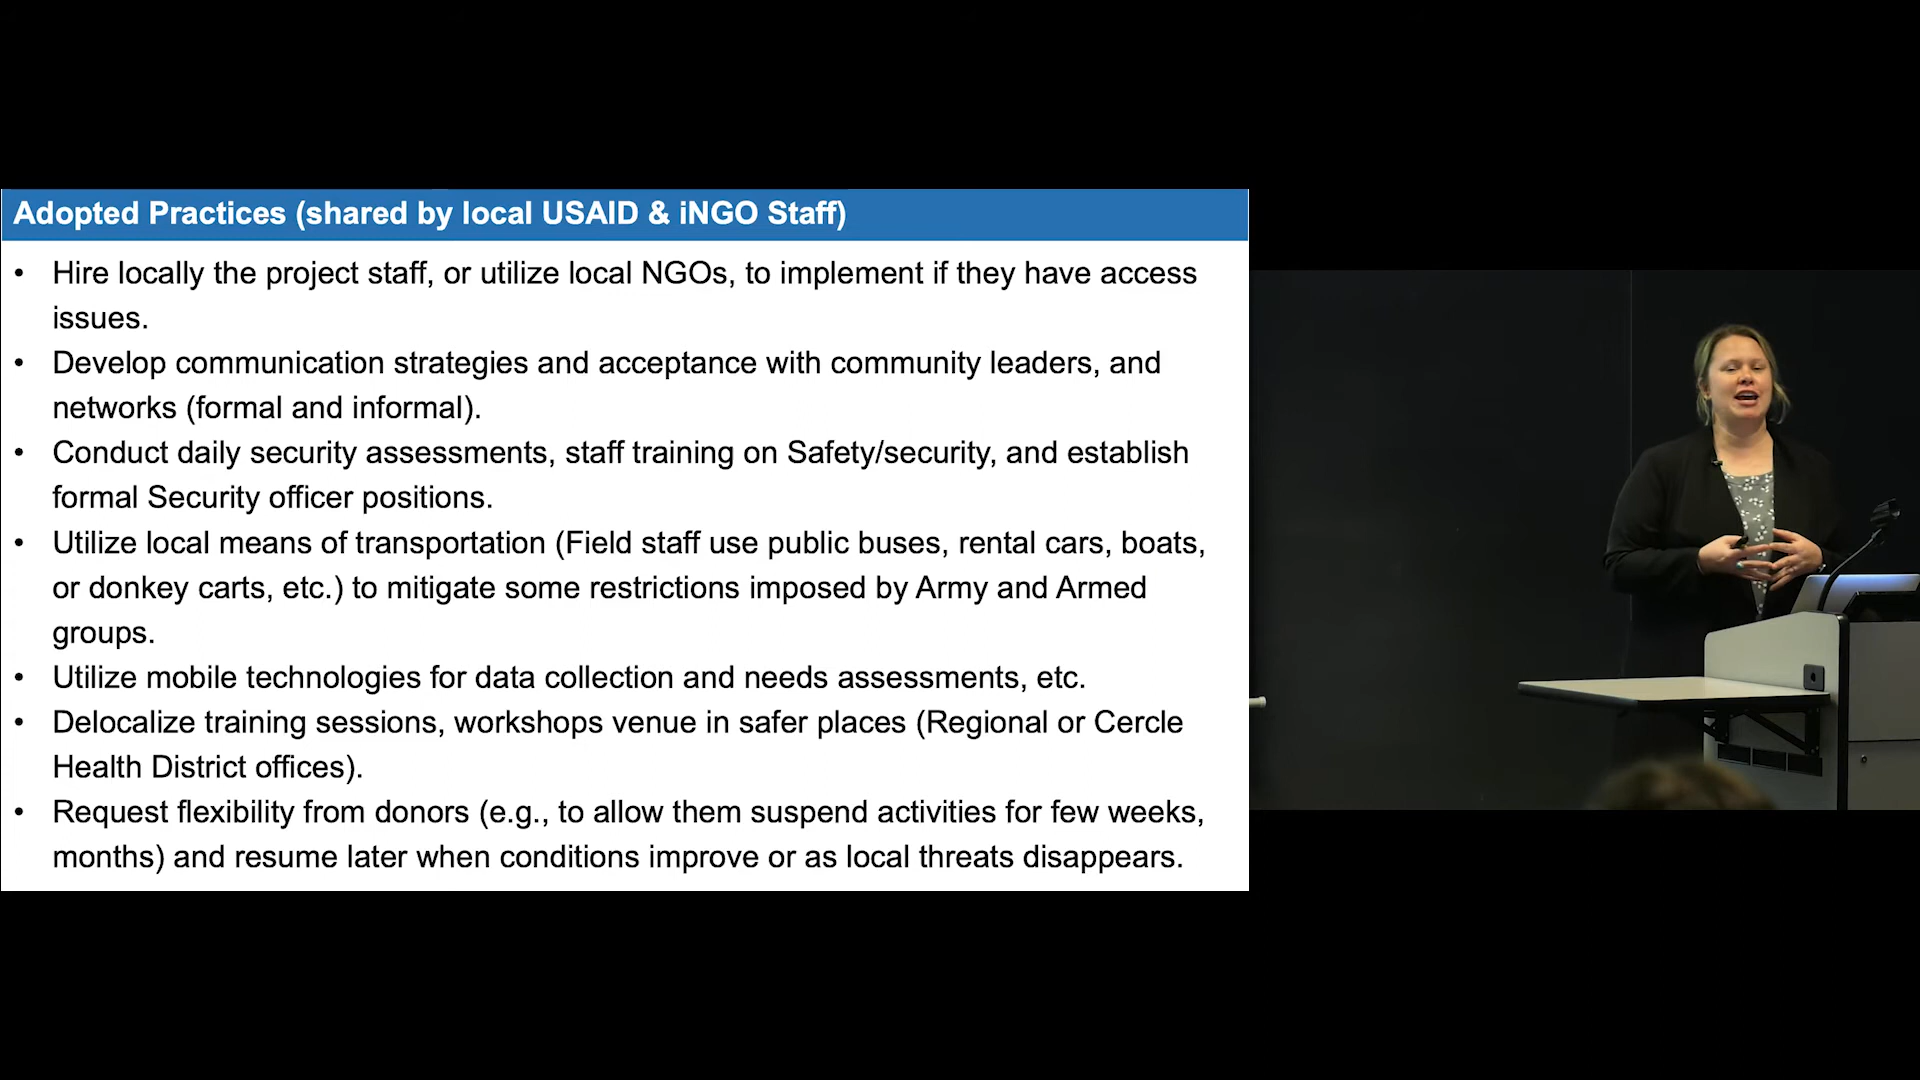 Adopted Practices (shared by local USAID & iNGO Staff)
• Hire locally the project staff, or utilize local NGOs, to implement if they have access
issues.
• Develop communication strategies and acceptance with community leaders, and
networks (formal and informal).
• Conduct daily security assessments, staff training on Safety/security, and establish
formal Security officer positions.
• Utilize local means of transportation (Field staff use public buses, rental cars, boats,
or donkey carts, etc.) to mitigate some restrictions imposed by Army and Armed
groups.
• Utilize mobile technologies for data collection and needs assessments, etc.
• Delocalize training sessions, workshops venue in safer places (Regional or Cercle
Health District offices).
• Request flexibility from donors (e.g., to allow them suspend activities for few weeks,
months) and resume later when conditions improve or as local threats disappears.